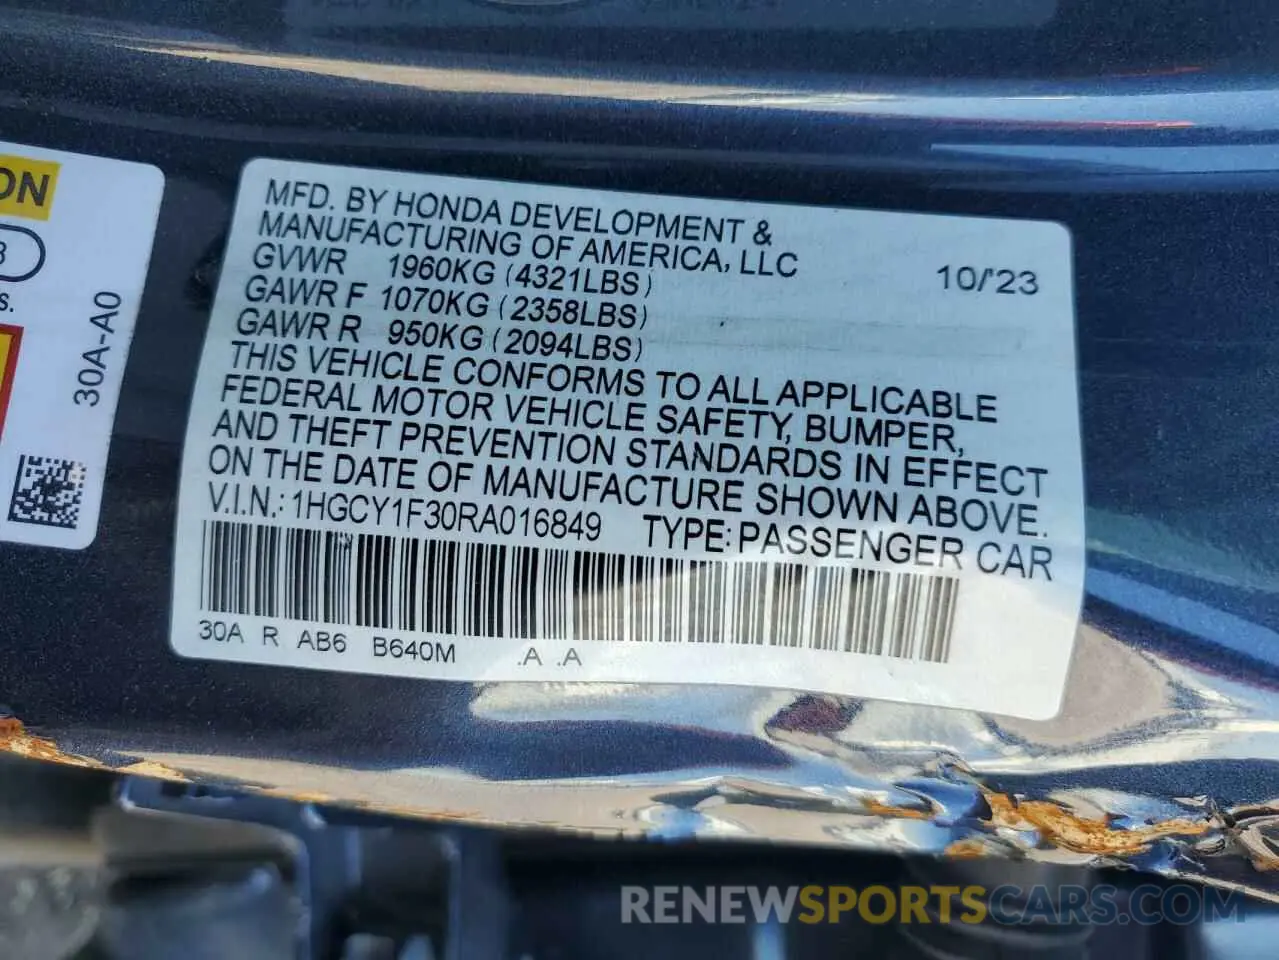 MFD. BY HONDA DEVELOPMENT &
MANUFACTURING OF AMERICA, LLC
GVWR 1960KG (4321LBS) 10/'23
GAWR F 1070KG (2358LBS)
GAWR R 950KG (2094LBS)
THIS VEHICLE CONFORMS TO ALL APPLICABLE
FEDERAL MOTOR VEHICLE SAFETY, BUMPER,
AND THEFT PREVENTION STANDARDS IN EFFECT
ON THE DATE OF MANUFACTURE SHOWN ABOVE.
V.I.N.: 1HGCY1F30RA016849 TYPE: PASSENGER CAR
30A R AB6 B640M .A .A
30A-A0
RENEWSPORTSCARS.COM